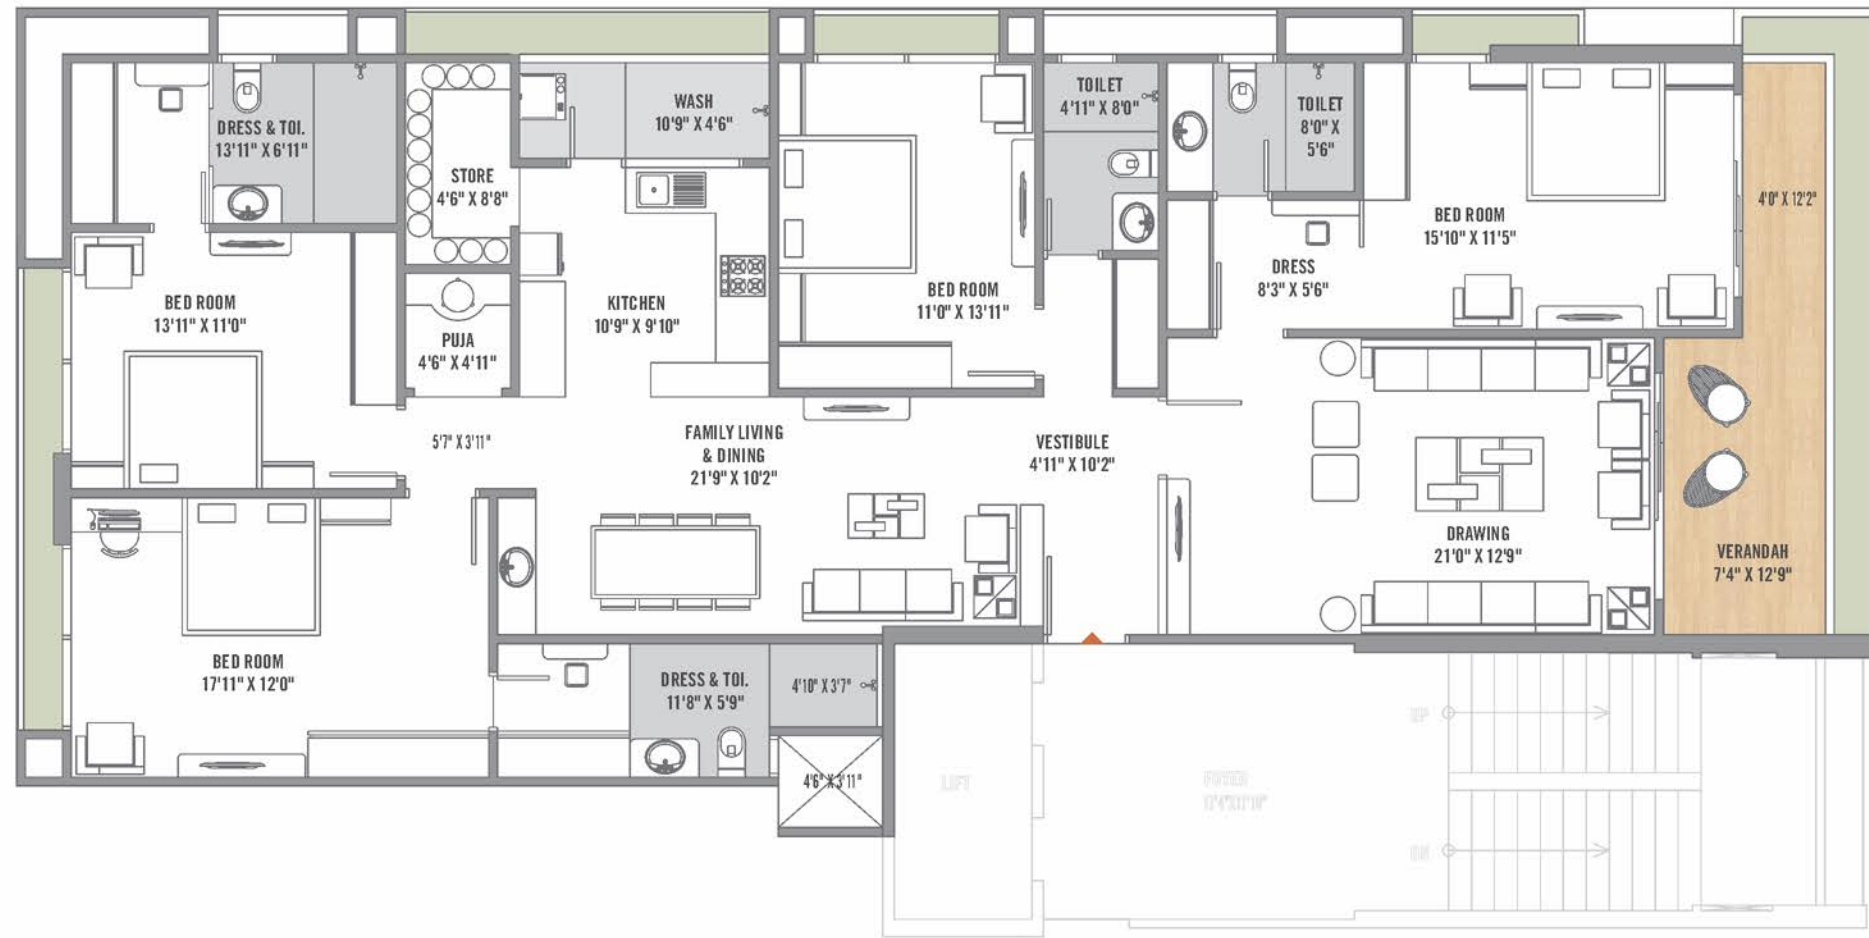 DRESS & TOI.
13'11" X 6'11"
STORE
4'6" X 8'8"
WASH
10'9" X 4'6"
TOILET
4'11" X 8'0"
TOILET
8'0" X
5'6"
4'0" X 12'2"
BED ROOM
13'11" X 11'0"
PUJA
4'6" X 4'11"
KITCHEN
10'9" X 9'10"
BED ROOM
11'0" X 13'11"
DRESS
8'3" X 5'6"
BED ROOM
15'10" X 11'5"
5'7" X 3'11"
FAMILY LIVING
& DINING
21'9" X 10'2"
VESTIBULE
4'11" X 10'2"
DRAWING
21'0" X 12'9"
VERANDAH
7'4" X 12'9"
BED ROOM
17'11" X 12'0"
DRESS & TOI.
11'8" X 5'9"
4'10" X 3'7"
4'6" X 3'11"
LIFT
FOYER
UP
DN